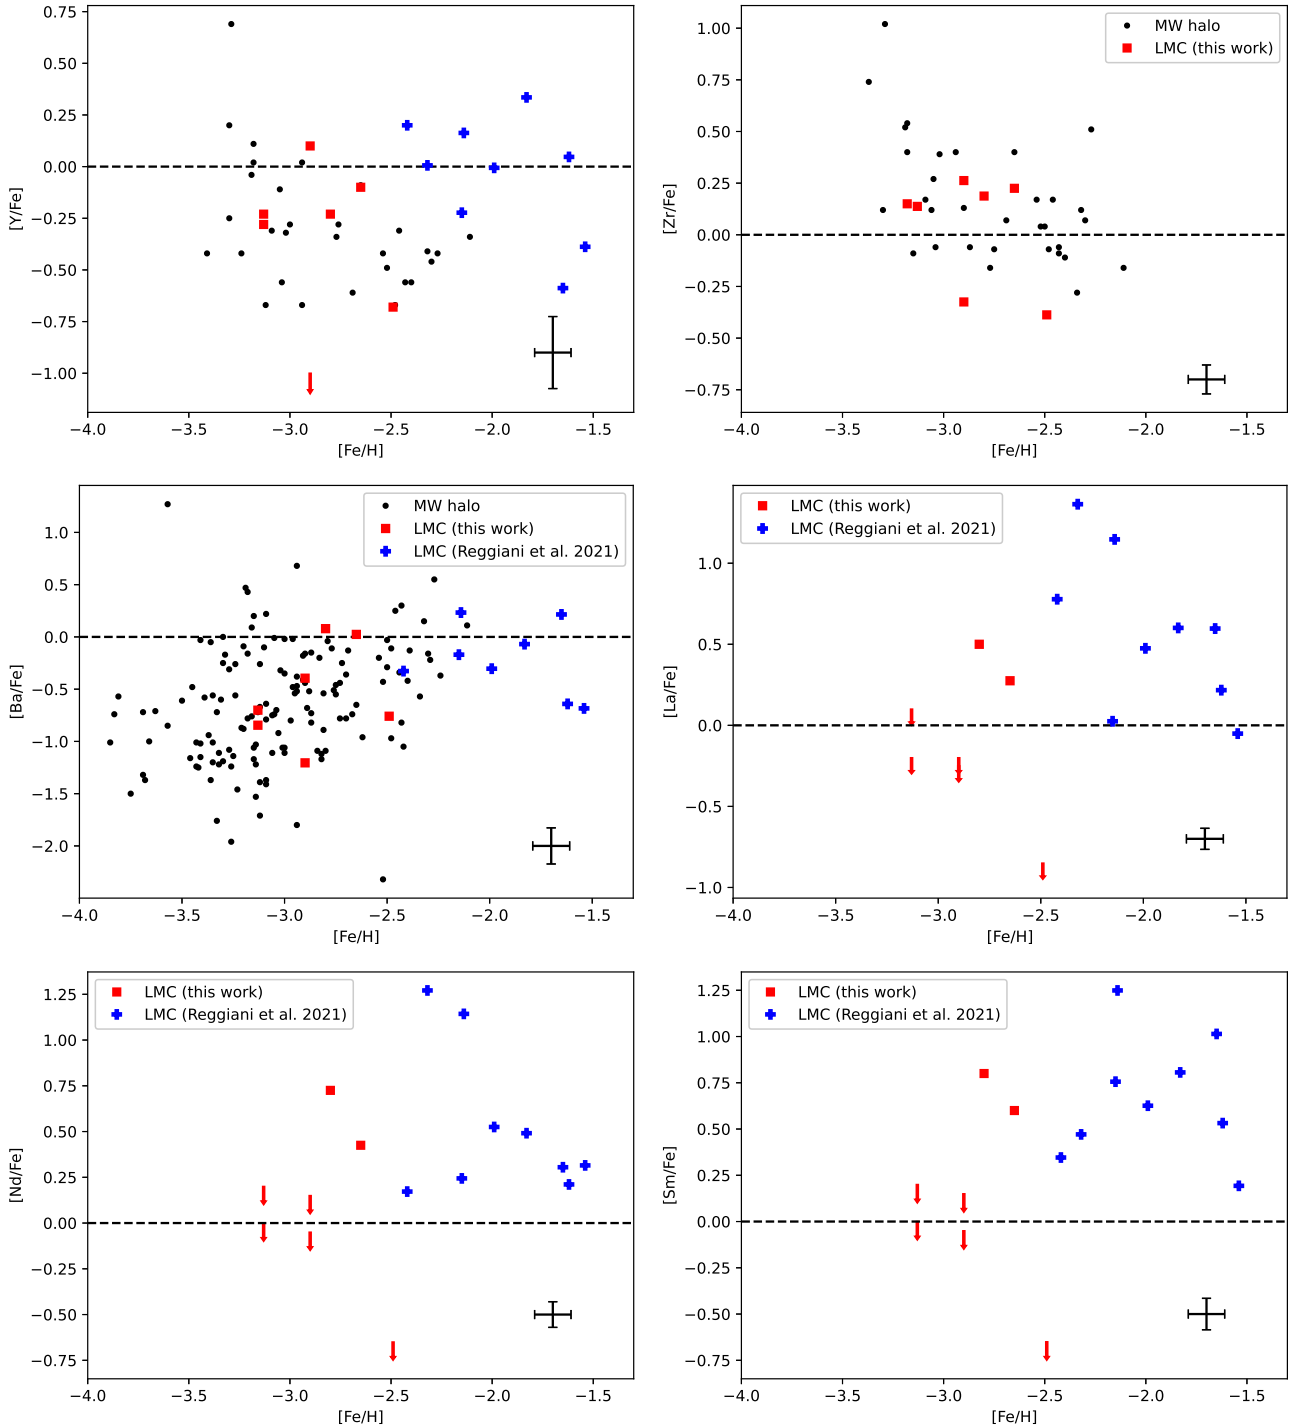 0.75
0.50
0.25
0.00
−0.25
−0.50
−0.75
−1.00
[Y/Fe]
−4.0 −3.5 −3.0 −2.5 −2.0 −1.5
[Fe/H]
MW halo
LMC (this work)
1.00
0.75
0.50
0.25
0.00
−0.25
−0.50
−0.75
[Zr/Fe]
−4.0 −3.5 −3.0 −2.5 −2.0 −1.5
[Fe/H]
MW halo
LMC (this work)
LMC (Reggiani et al. 2021)
1.0
0.5
0.0
−0.5
−1.0
−1.5
−2.0
[Ba/Fe]
−4.0 −3.5 −3.0 −2.5 −2.0 −1.5
[Fe/H]
LMC (this work)
LMC (Reggiani et al. 2021)
1.0
0.5
0.0
−0.5
−1.0
[La/Fe]
−4.0 −3.5 −3.0 −2.5 −2.0 −1.5
[Fe/H]
LMC (this work)
LMC (Reggiani et al. 2021)
1.25
1.00
0.75
0.50
0.25
0.00
−0.25
−0.50
−0.75
[Nd/Fe]
−4.0 −3.5 −3.0 −2.5 −2.0 −1.5
[Fe/H]
LMC (this work)
LMC (Reggiani et al. 2021)
1.25
1.00
0.75
0.50
0.25
0.00
−0.25
−0.50
−0.75
[Sm/Fe]
−4.0 −3.5 −3.0 −2.5 −2.0 −1.5
[Fe/H]